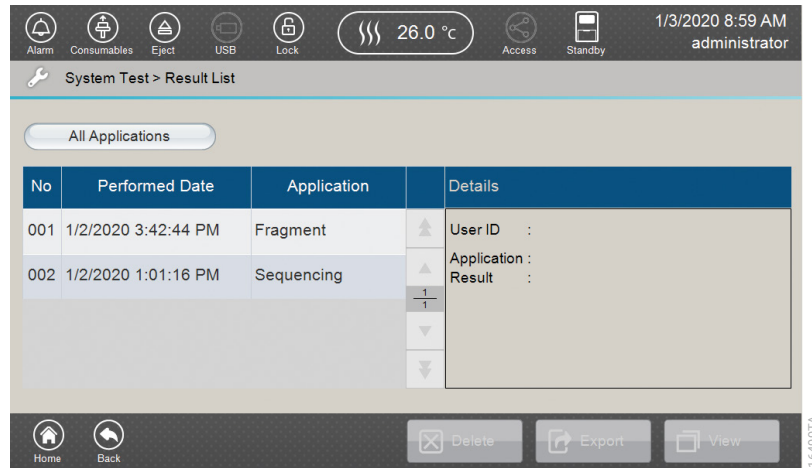 Alarm
Consumables
Eject
USB
Lock
26.0 °c
Access
Standby
1/3/2020 8:59 AM
administrator
System Test > Result List
All Applications
No Performed Date Application Details
001 1/2/2020 3:42:44 PM Fragment
002 1/2/2020 1:01:16 PM Sequencing
1
1
User ID :
Application :
Result :
Home
Back
Delete
Export
View